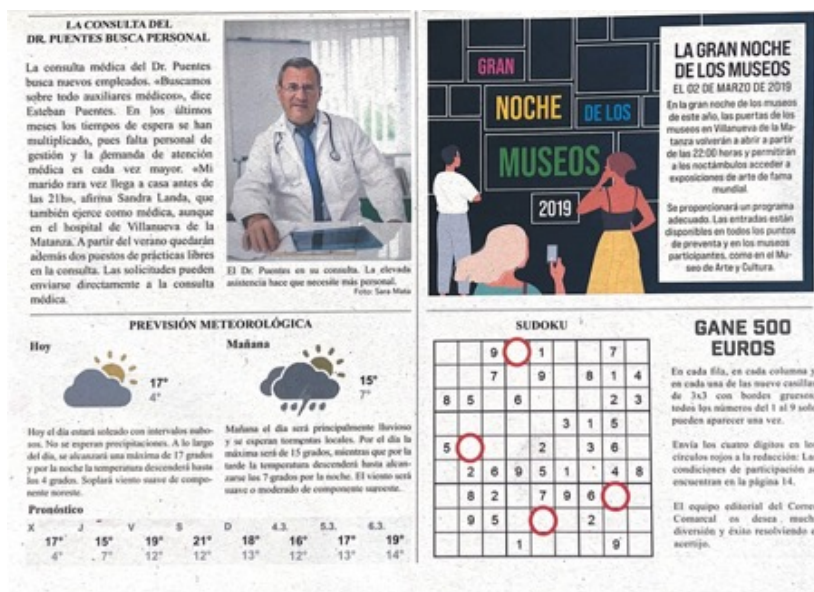 LA CONSULTA DEL
DR. PUENTES BUSCA PERSONAL
La consulta médica del Dr. Puentes
busca nuevos empleados. «Buscamos
sobre todo auxiliares médicos», dice
Esteban Puentes. En los últimos
meses los tiempos de espera se han
multiplicado, pues falta personal de
gestión y la demanda de atención
médica es cada vez mayor. «Mi
marido rara vez llega a casa antes de
las 21h», afirma Sandra Landa, que
también ejerce como médica, aunque
en el hospital de Villanueva de la
Matanza. A partir del verano quedarán
además dos puestos de prácticas libres
en la consulta. Las solicitudes pueden
enviarse directamente a la consulta
médica.
El Dr. Puentes en su consulta. La elevada
asistencia hace que necesite más personal.
Foto: Sara Mata
GRAN
NOCHE
DE LOS
MUSEOS
2019
LA GRAN NOCHE
DE LOS MUSEOS
EL 02 DE MARZO DE 2019
En la gran noche de los museos
de este año, las puertas de los
museos en Villanueva de la Ma-
tanza volverán a abrir a partir
de las 22:00 horas y permitirán
a los noctámbulos acceder a
exposiciones de arte de fama
mundial.
Se proporcionará un programa
adecuado. Las entradas están
disponibles en todos los puntos
de preventa y en los museos
participantes, como en el Mu-
seo de Arte y Cultura.
PREVISIÓN METEOROLÓGICA
Hoy
17°
4°
Mañana
15°
7°
Hoy el día estará soleado con intervalos nubo-
sos. No se esperan precipitaciones. A lo largo
del día, se alcanzará una máxima de 17 grados
y por la noche la temperatura descenderá hasta
los 4 grados. Soplará viento suave de compo-
nente noreste.
Mañana el día será principalmente lluvioso
y se esperan tormentas locales. Por el día la
máxima será de 15 grados, mientras que por la
tarde la temperatura descenderá hasta alcan-
zarse los 7 grados por la noche. El viento será
suave o moderado de componente suroeste.
Pronóstico
X J V S D 4.3. 5.3. 6.3.
17° 15° 19° 21° 18° 16° 17° 19°
4° 7° 12° 12° 13° 12° 13° 14°
SUDOKU
9 1 7
7 9 8 1 4
8 5 6 2 3
3 1 5
5 2 3 6
2 6 9 5 1 4 8
8 2 7 9 6
9 5 2
1 9
GANE 500
EUROS
En cada fila, en cada columna y
en cada una de las nueve casillas
de 3x3 con bordes gruesos
todos los números del 1 al 9 solo
pueden aparecer una vez.
Envía los cuatro dígitos en los
círculos rojos a la redacción: Las
condiciones de participación se
encuentran en la página 14.
El equipo editorial del Correo
Comarcal os desea mucha
diversión y éxito resolviendo
acertijo.